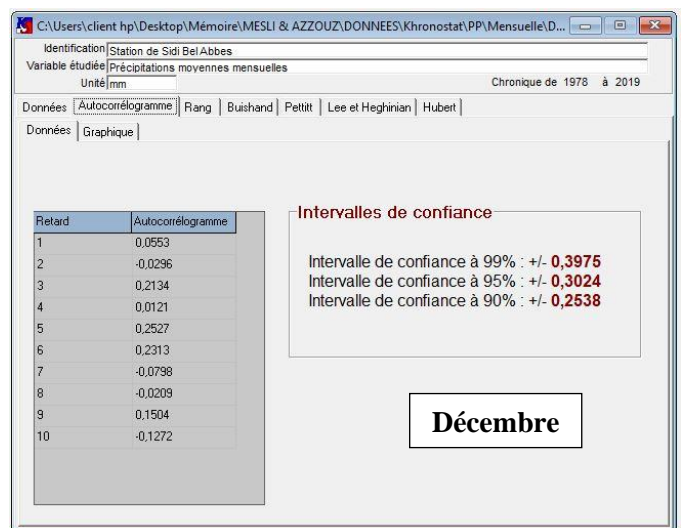 C:\Users\client hp\Desktop\Mémoire\MESLI & AZZOUZ\DONNEES\Khronostat\PP\Mensuelle\D...
Identification Station de Sidi Bel Abbes
Variable étudiée Précipitations moyennes mensuelles
Unité mm Chronique de 1978 à 2019
Données Autocorrélogramme Rang Buishand Pettitt Lee et Heghinian Hubert
Données Graphique
Retard Autocorrélogramme
1 0,0553
2 -0,0296
3 0,2134
4 0,0121
5 0,2527
6 0,2313
7 -0,0798
8 -0,0209
9 0,1504
10 -0,1272
Intervalles de confiance
Intervalle de confiance à 99% : +/- 0,3975
Intervalle de confiance à 95% : +/- 0,3024
Intervalle de confiance à 90% : +/- 0,2538
Décembre